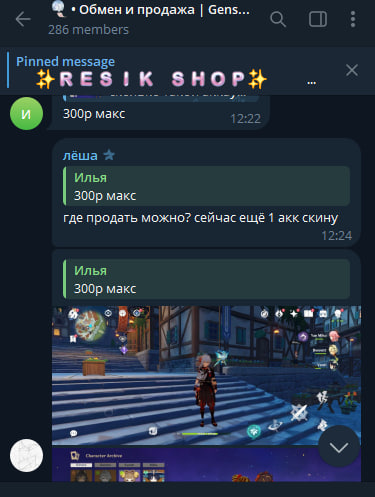 • Обмен и продажа | Gens...
286 members
Pinned message
✨RESIK SHOP✨ ...
И
300р макс
12:22
лёша
Илья
300р макс
где продать можно? сейчас ещё 1 акк скину
12:24
Илья
300р макс
Character Archive